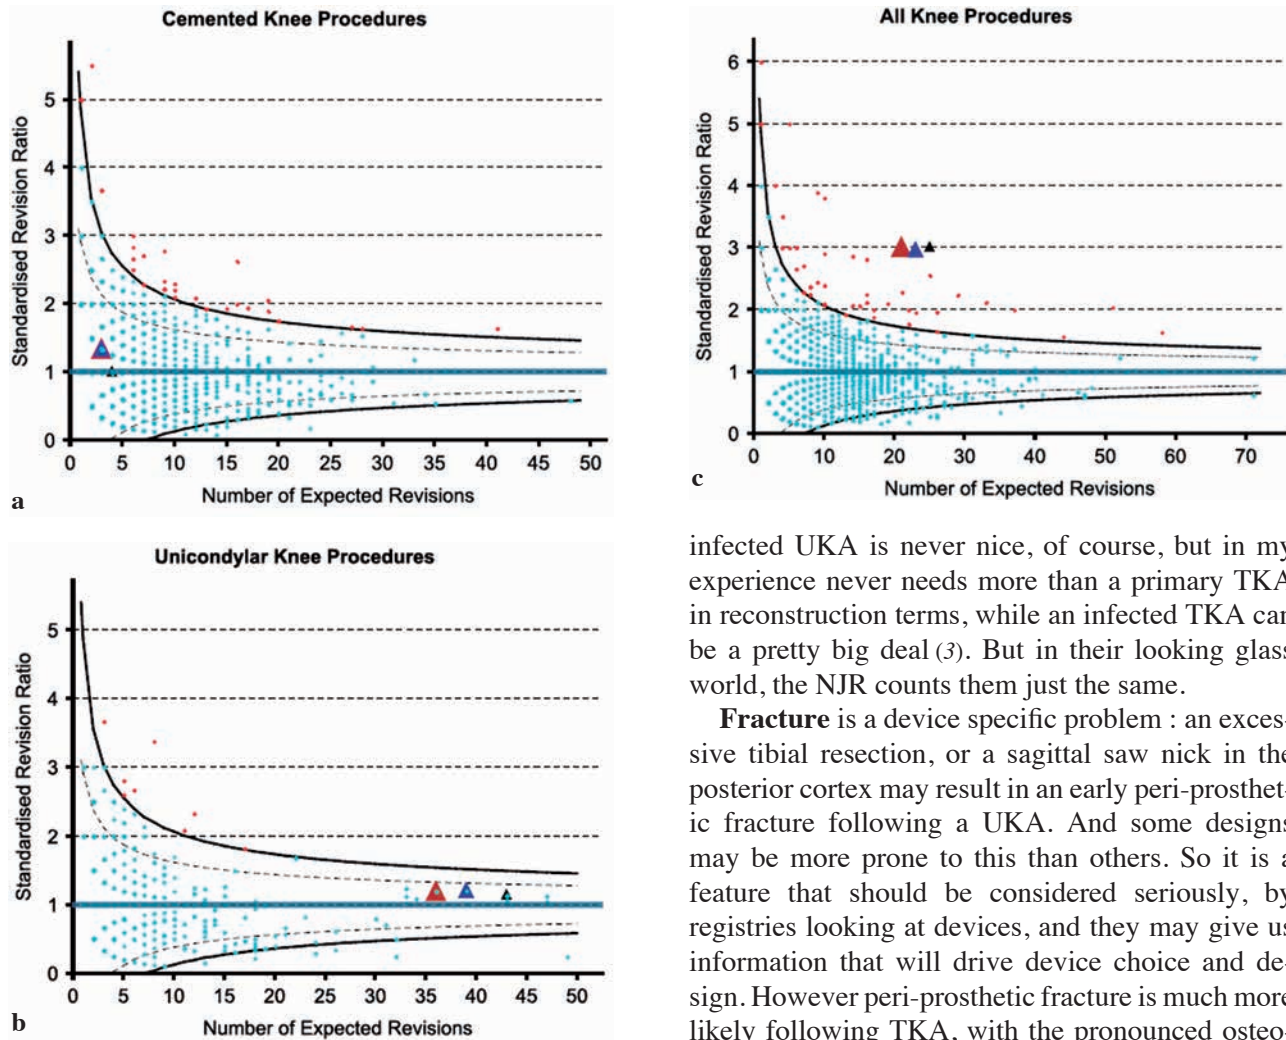 Cemented Knee Procedures
Standardised Revision Ratio
5
4
3
2
1
0
0 5 10 15 20 25 30 35 40 45 50
Number of Expected Revisions
a
Unicondylar Knee Procedures
Standardised Revision Ratio
5
4
3
2
1
0
0 5 10 15 20 25 30 35 40 45 50
Number of Expected Revisions
b
All Knee Procedures
Standardised Revision Ratio
6
5
4
3
2
1
0
0 10 20 30 40 50 60 70
Number of Expected Revisions
c
infected UKA is never nice, of course, but in my
experience never needs more than a primary TKA
in reconstruction terms, while an infected TKA can
be a pretty big deal (3). But in their looking glass
world, the NJR counts them just the same.
Fracture is a device specific problem : an exces-
sive tibial resection, or a sagittal saw nick in the
posterior cortex may result in an early peri-prosthet-
ic fracture following a UKA. And some designs
may be more prone to this than others. So it is a
feature that should be considered seriously, by
registries looking at devices, and they may give us
information that will drive device choice and de-
sign. However peri-prosthetic fracture is much more
likely following TKA, with the pronounced osteo-